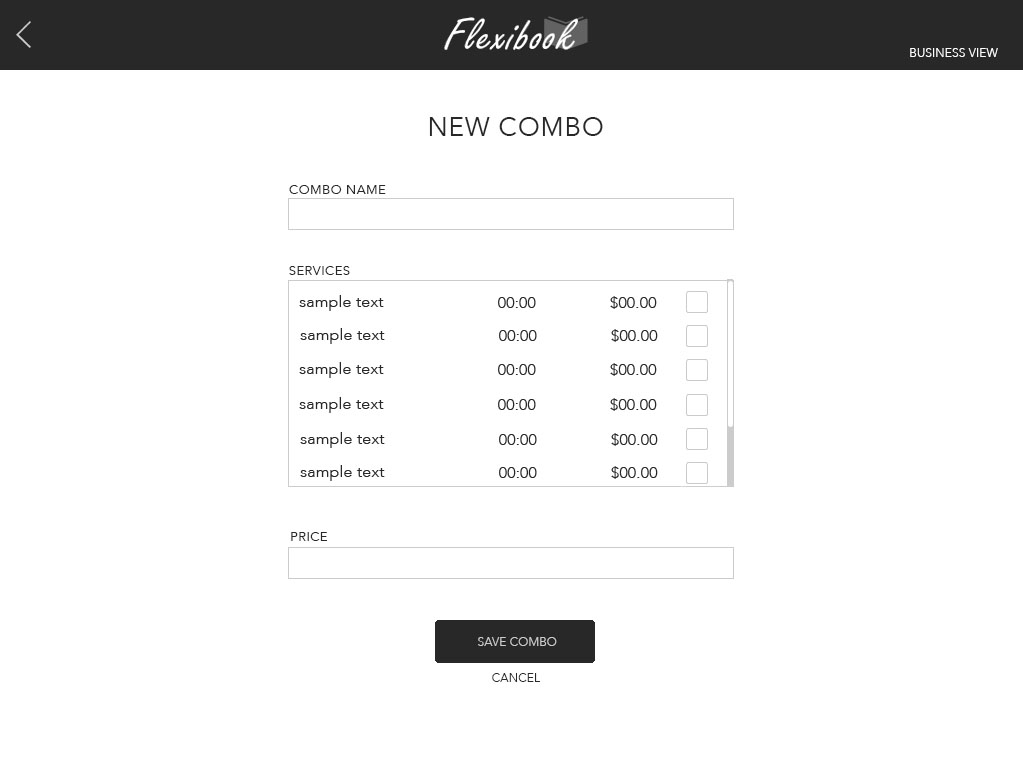 Flexibook
BUSINESS VIEW
NEW COMBO
COMBO NAME
SERVICES
sample text 00:00 $00.00
sample text 00:00 $00.00
sample text 00:00 $00.00
sample text 00:00 $00.00
sample text 00:00 $00.00
sample text 00:00 $00.00
PRICE
SAVE COMBO
CANCEL